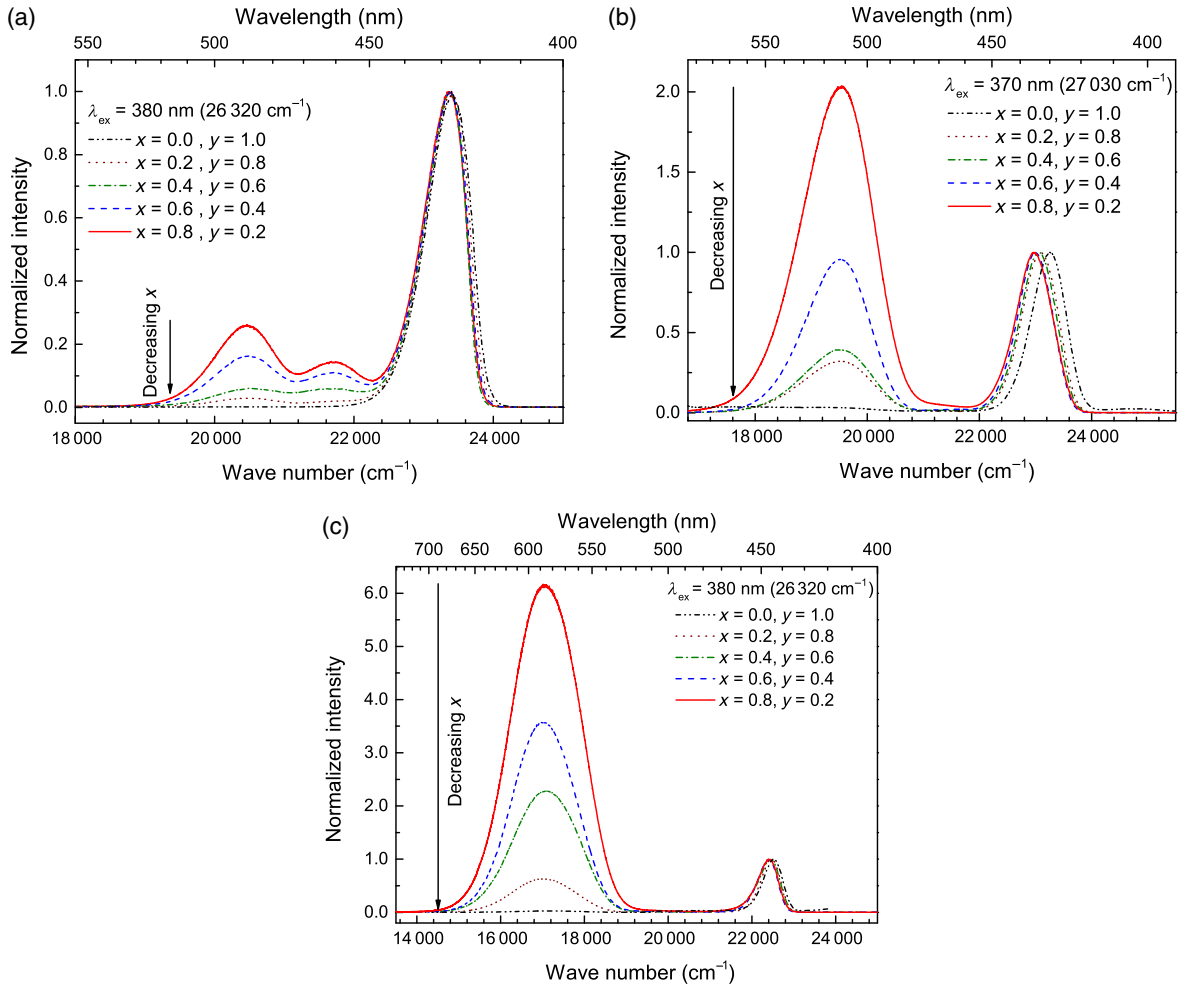 (a)
Wavelength (nm)
550 500 450 400
λex = 380 nm (26 320 cm⁻¹)
x = 0.0 , y = 1.0
x = 0.2 , y = 0.8
x = 0.4 , y = 0.6
x = 0.6 , y = 0.4
x = 0.8 , y = 0.2
Decreasing x
Normalized intensity
1.0
0.8
0.6
0.4
0.2
0.0
18 000 20 000 22 000 24 000
Wave number (cm⁻¹)
(b)
Wavelength (nm)
550 500 450 400
λex = 370 nm (27 030 cm⁻¹)
x = 0.0, y = 1.0
x = 0.2, y = 0.8
x = 0.4, y = 0.6
x = 0.6, y = 0.4
x = 0.8, y = 0.2
Decreasing x
Normalized intensity
2.0
1.5
1.0
0.5
0.0
18 000 20 000 22 000 24 000
Wave number (cm⁻¹)
(c)
Wavelength (nm)
700 650 600 550 500 450 400
λex = 380 nm (26 320 cm⁻¹)
x = 0.0, y = 1.0
x = 0.2, y = 0.8
x = 0.4, y = 0.6
x = 0.6, y = 0.4
x = 0.8, y = 0.2
Decreasing x
Normalized intensity
6.0
5.0
4.0
3.0
2.0
1.0
0.0
14 000 16 000 18 000 20 000 22 000 24 000
Wave number (cm⁻¹)